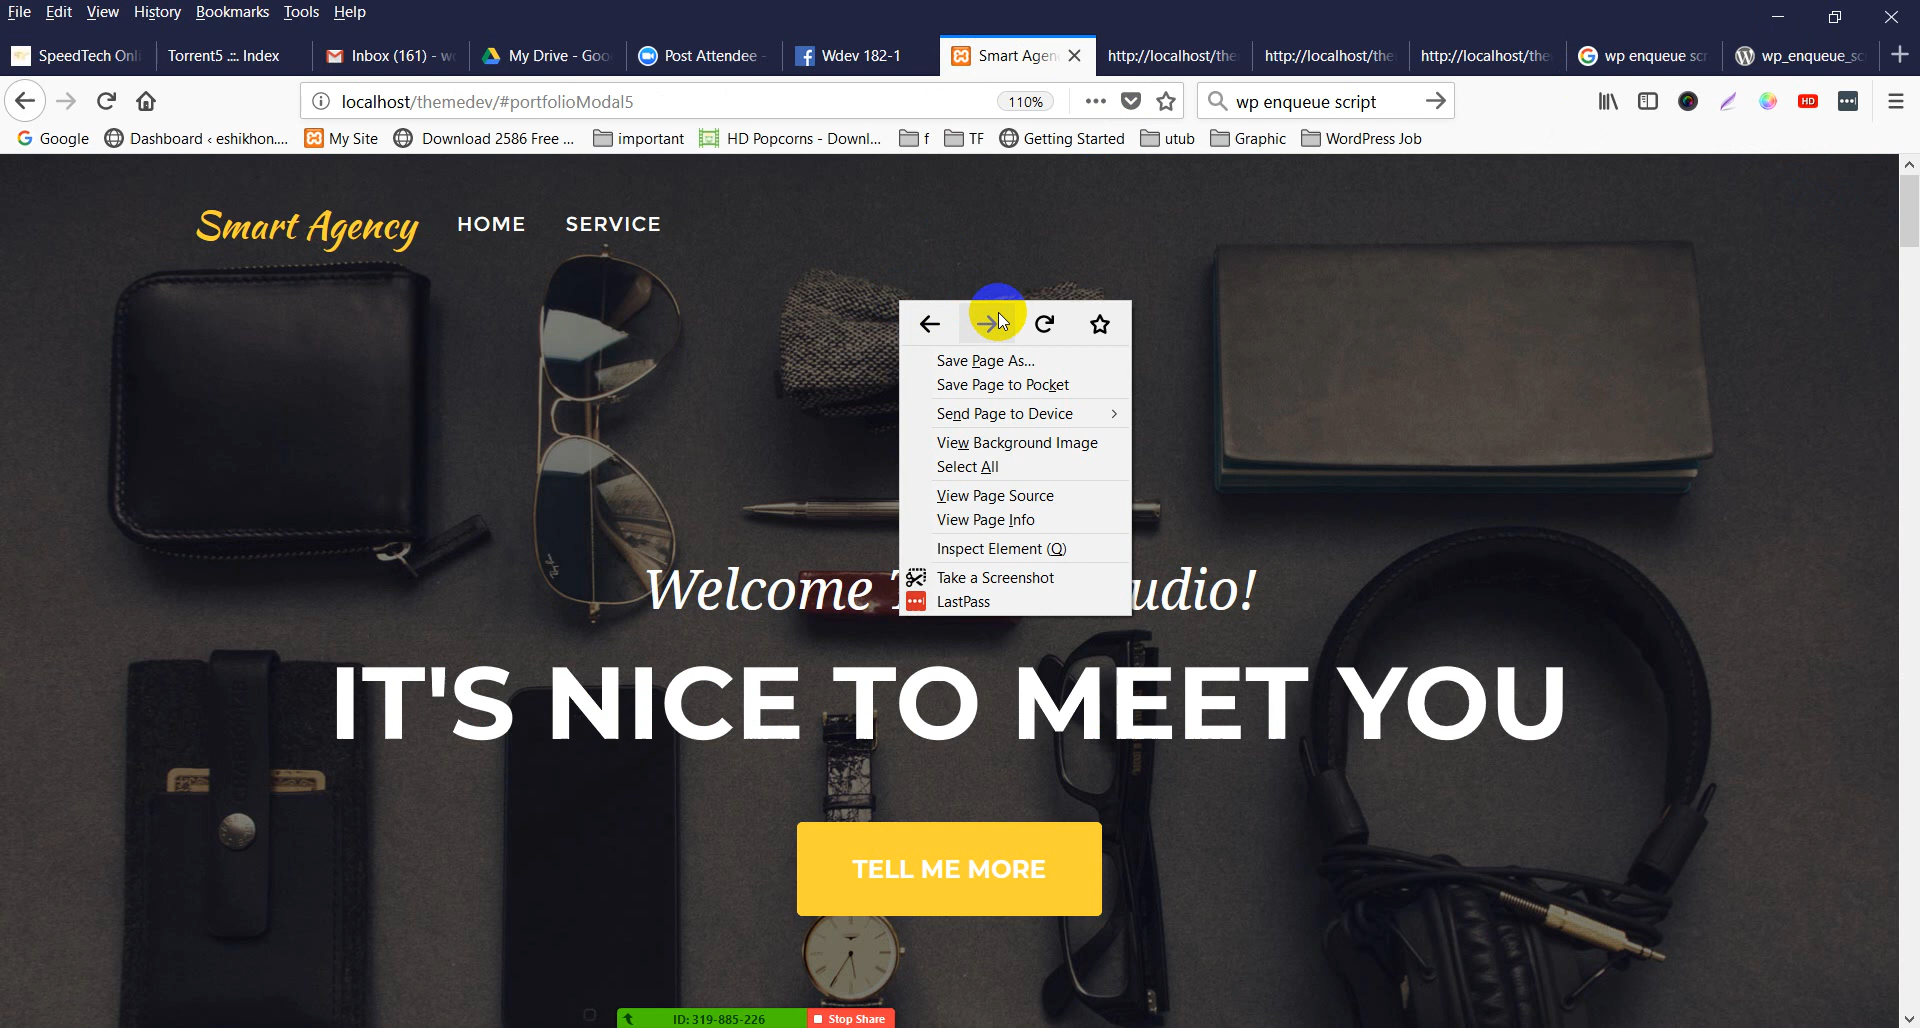 File Edit View History Bookmarks Tools Help
SpeedTech Onli Torrent5 .::. Index Inbox (161) - w My Drive - Goo Post Attendee - Wdev 182-1 Smart Agen http://localhost/the http://localhost/the http://localhost/the wp enqueue scr wp_enqueue_sc
localhost/themedev/#portfolioModal5 110% wp enqueue script HD
Google Dashboard ‹ eshikhon.... My Site Download 2586 Free ... important HD Popcorns - Downl... f TF Getting Started utub Graphic WordPress Job
Smart Agency HOME SERVICE
Save Page As...
Save Page to Pocket
Send Page to Device
View Background Image
Select All
View Page Source
View Page Info
Inspect Element (Q)
Take a Screenshot
LastPass
Welcome T udio!
IT'S NICE TO MEET YOU
TELL ME MORE
ID: 319-885-226 Stop Share